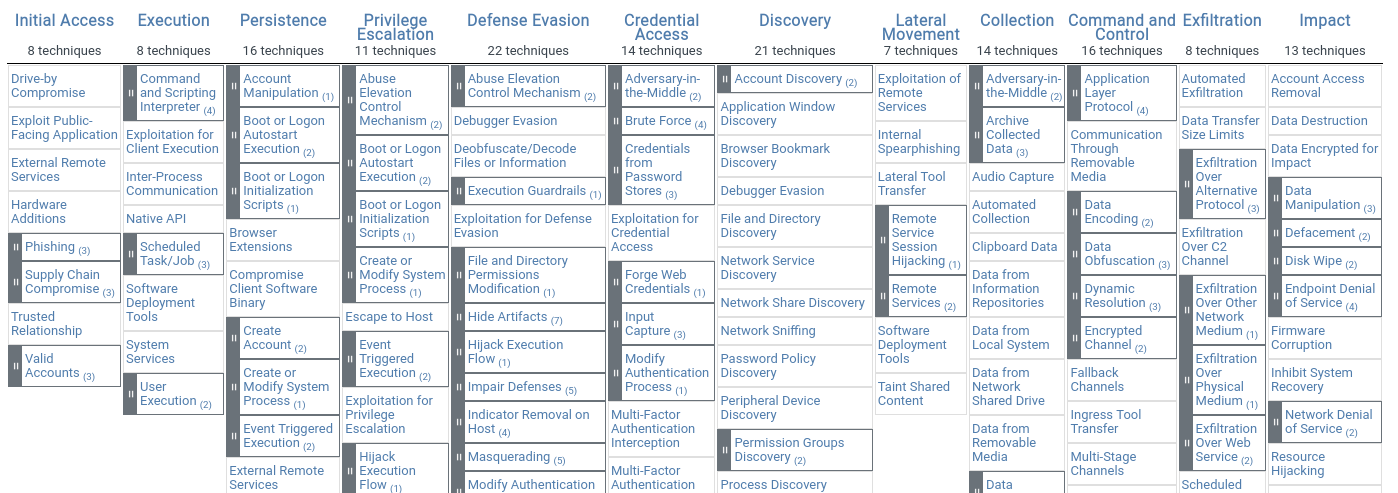 Initial Access
8 techniques
Drive-by
Compromise
Exploit Public-
Facing Application
External Remote
Services
Hardware
Additions
Phishing (3)
Supply Chain
Compromise (3)
Trusted
Relationship
Valid
Accounts (3)
Execution
8 techniques
Command
and Scripting
Interpreter (4)
Exploitation for
Client Execution
Inter-Process
Communication
Native API
Scheduled
Task/Job (3)
Software
Deployment
Tools
System
Services
User
Execution (2)
Persistence
16 techniques
Account
Manipulation (1)
Boot or Logon
Autostart
Execution (2)
Boot or Logon
Initialization
Scripts (1)
Browser
Extensions
Compromise
Client Software
Binary
Create
Account (2)
Create or
Modify System
Process (1)
Event Triggered
Execution (2)
External Remote
Services
Privilege
Escalation
11 techniques
Abuse
Elevation
Control
Mechanism (2)
Boot or Logon
Autostart
Execution (2)
Boot or Logon
Initialization
Scripts (1)
Create or
Modify System
Process (1)
Escape to Host
Event
Triggered
Execution (2)
Exploitation for
Privilege
Escalation
Hijack
Execution
Flow (1)
Defense Evasion
22 techniques
Abuse Elevation
Control Mechanism (2)
Debugger Evasion
Deobfuscate/Decode
Files or Information
Execution Guardrails (1)
Exploitation for Defense
Evasion
File and Directory
Permissions
Modification (1)
Hide Artifacts (7)
Hijack Execution
Flow (1)
Impair Defenses (5)
Indicator Removal on
Host (4)
Masquerading (5)
Modify Authentication
Credential
Access
14 techniques
Adversary-in-
the-Middle (2)
Brute Force (4)
Credentials
from
Password
Stores (3)
Exploitation for
Credential
Access
Forge Web
Credentials (1)
Input
Capture (3)
Modify
Authentication
Process (1)
Multi-Factor
Authentication
Interception
Multi-Factor
Authentication
Discovery
21 techniques
Account Discovery (2)
Application Window
Discovery
Browser Bookmark
Discovery
Debugger Evasion
File and Directory
Discovery
Network Service
Discovery
Network Share Discovery
Network Sniffing
Password Policy
Discovery
Peripheral Device
Discovery
Permission Groups
Discovery (2)
Process Discovery
Lateral
Movement
7 techniques
Exploitation of
Remote
Services
Internal
Spearphishing
Lateral Tool
Transfer
Remote
Service
Session
Hijacking (1)
Remote
Services (2)
Software
Deployment
Tools
Taint Shared
Content
Collection
14 techniques
Adversary-in-
the-Middle (2)
Archive
Collected
Data (3)
Audio Capture
Automated
Collection
Clipboard Data
Data from
Information
Repositories
Data from
Local System
Data from
Network
Shared Drive
Data from
Removable
Media
Data
Command and
Control
16 techniques
Application
Layer
Protocol (4)
Communication
Through
Removable
Media
Data
Encoding (2)
Data
Obfuscation (3)
Dynamic
Resolution (3)
Encrypted
Channel (2)
Fallback
Channels
Ingress Tool
Transfer
Multi-Stage
Channels
Exfiltration
8 techniques
Automated
Exfiltration
Data Transfer
Size Limits
Exfiltration
Over
Alternative
Protocol (3)
Exfiltration
Over C2
Channel
Exfiltration
Over Other
Network
Medium (1)
Exfiltration
Over
Physical
Medium (1)
Exfiltration
Over Web
Service (2)
Scheduled
Impact
13 techniques
Account Access
Removal
Data Destruction
Data Encrypted for
Impact
Data
Manipulation (3)
Defacement (2)
Disk Wipe (2)
Endpoint Denial
of Service (4)
Firmware
Corruption
Inhibit System
Recovery
Network Denial
of Service (2)
Resource
Hijacking